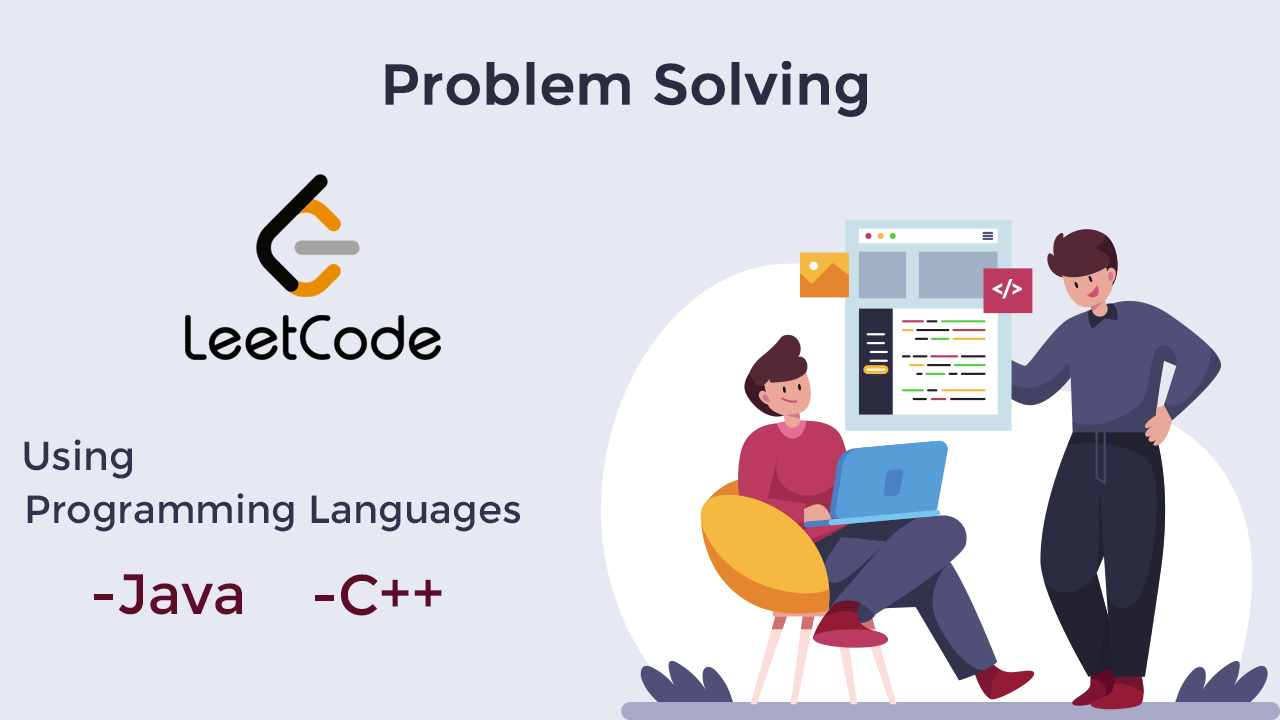 Problem Solving
LeetCode
</>
Using
Programming Languages
-Java -C++